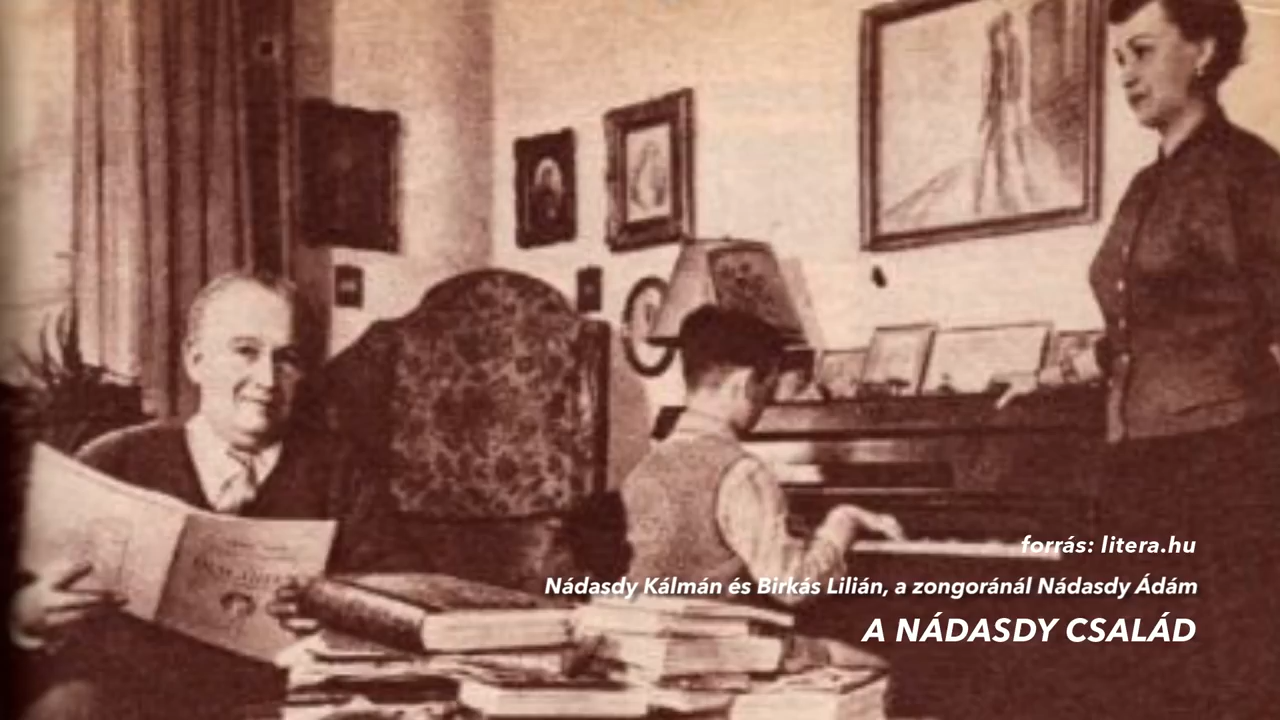 forrás: litera.hu
Nádasdy Kálmán és Birkás Lilián, a zongoránál Nádasdy Ádám
A NÁDASDY CSALÁD